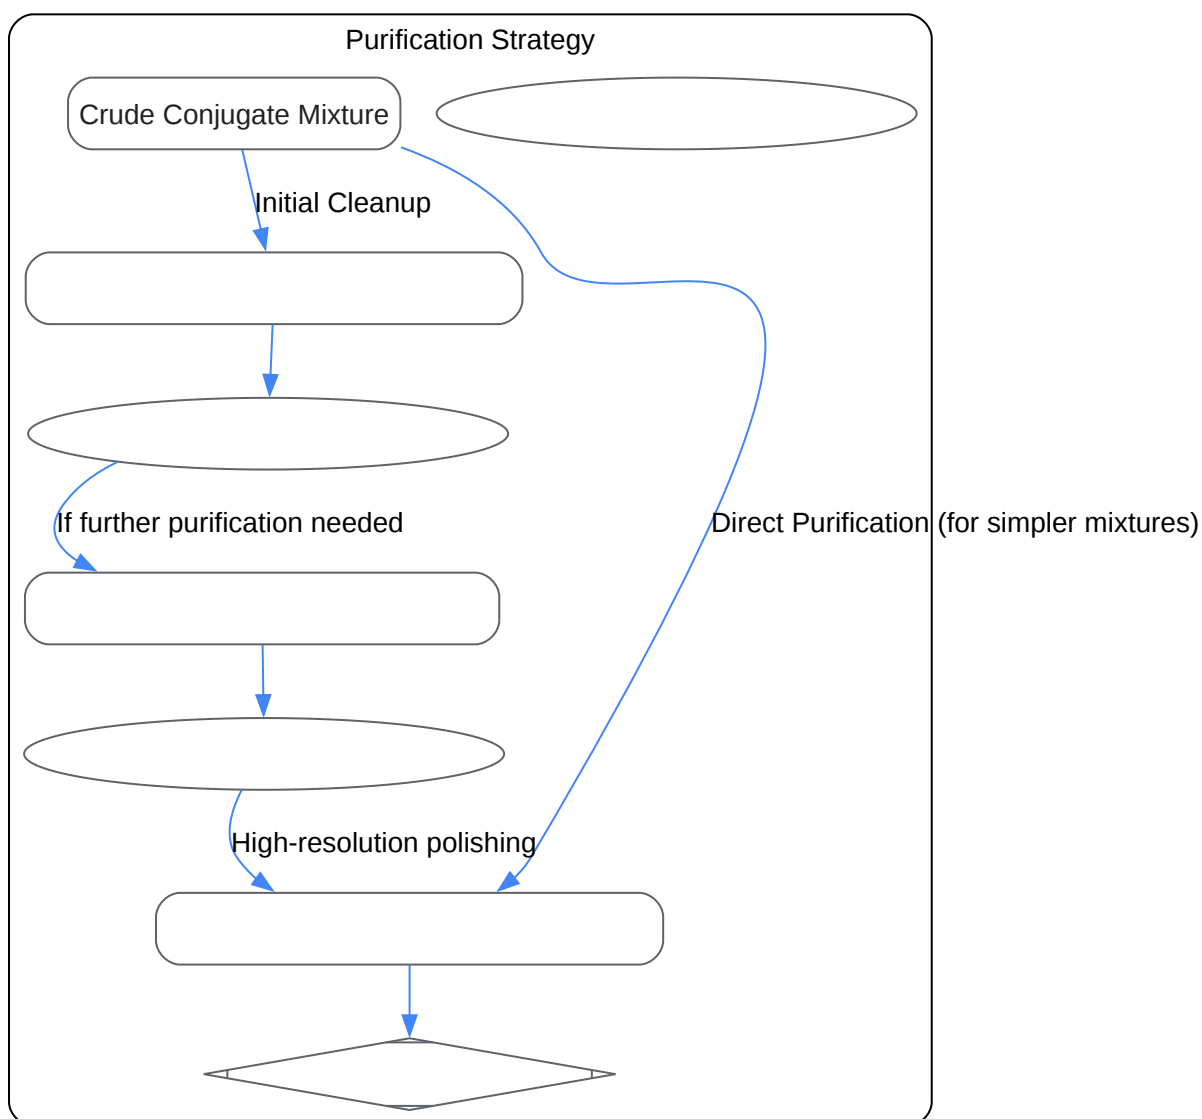 Purification Strategy
Crude Conjugate Mixture
Initial Cleanup
If further purification needed
Direct Purification (for simpler mixtures)
High-resolution polishing